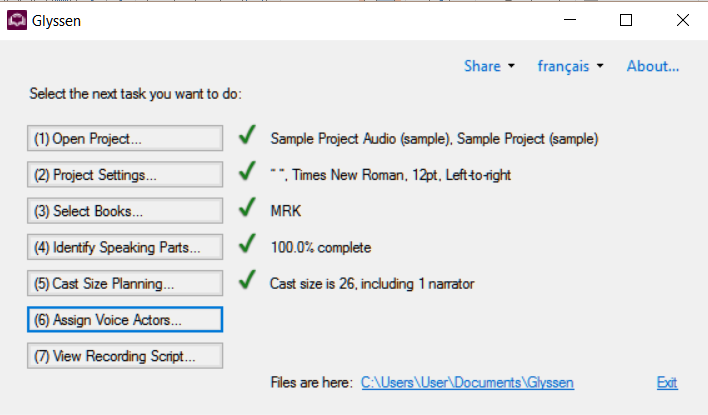 Glyssen
Share français About...
Select the next task you want to do:
(1) Open Project... Sample Project Audio (sample), Sample Project (sample)
(2) Project Settings... “ ”, Times New Roman, 12pt, Left-to-right
(3) Select Books... MRK
(4) Identify Speaking Parts... 100.0% complete
(5) Cast Size Planning... Cast size is 26, including 1 narrator
(6) Assign Voice Actors...
(7) View Recording Script...
Files are here: C:\Users\User\Documents\Glyssen Exit